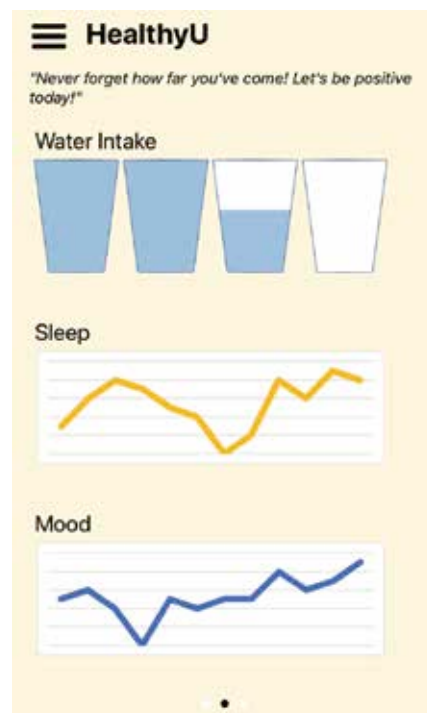 HealthyU
"Never forget how far you've come! Let's be positive
today!"
Water Intake
Sleep
Mood